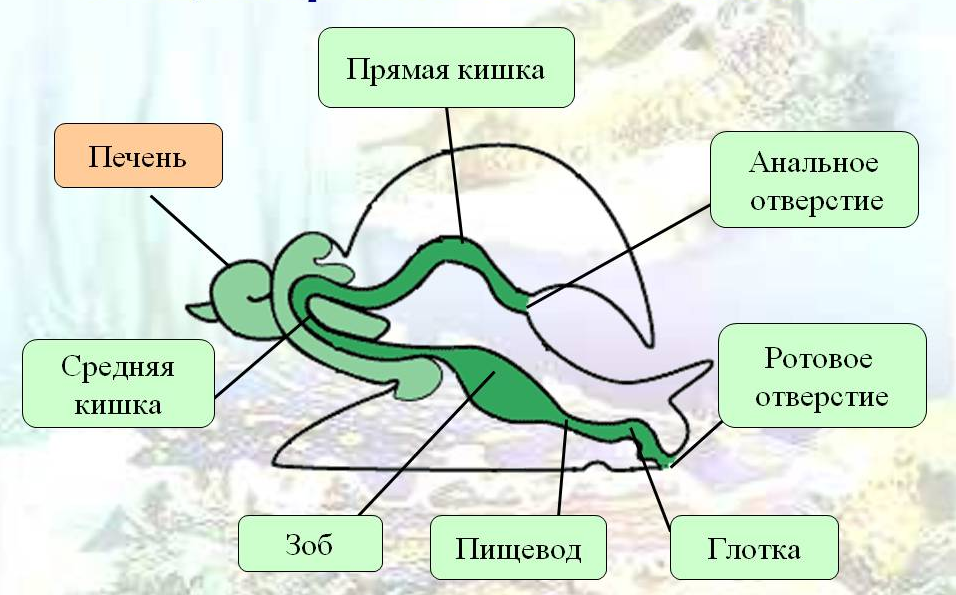 Прямая кишка
Печень
Анальное
отверстие
Средняя
кишка
Ротовое
отверстие
Зоб
Пищевод
Глотка